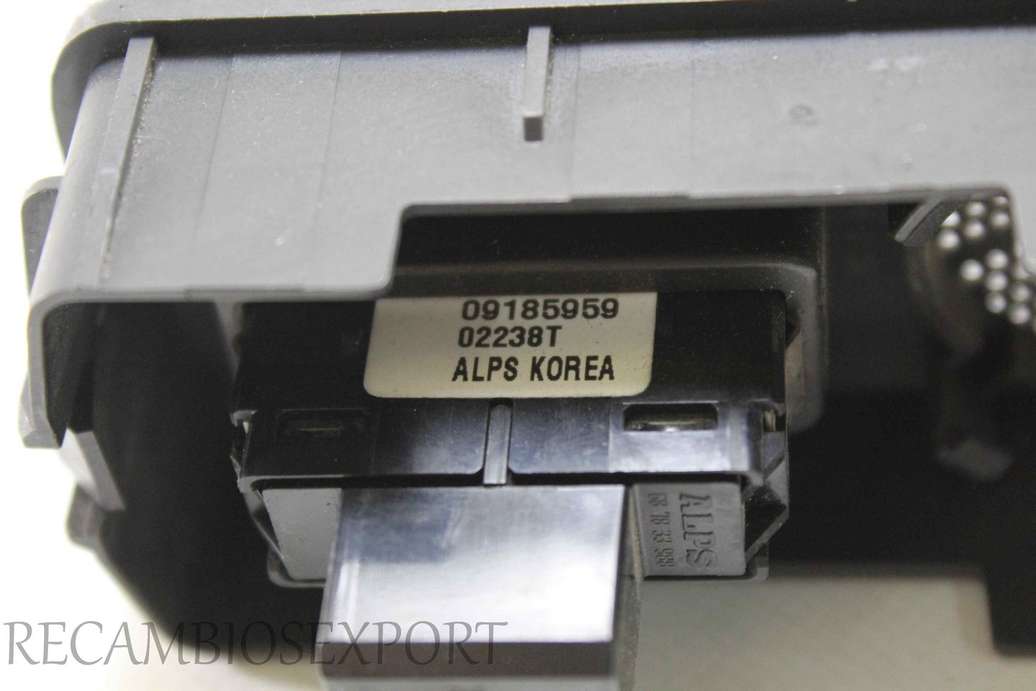 09185959
02238T
ALPS KOREA
ALPS
RECAMBIOSEXPORT